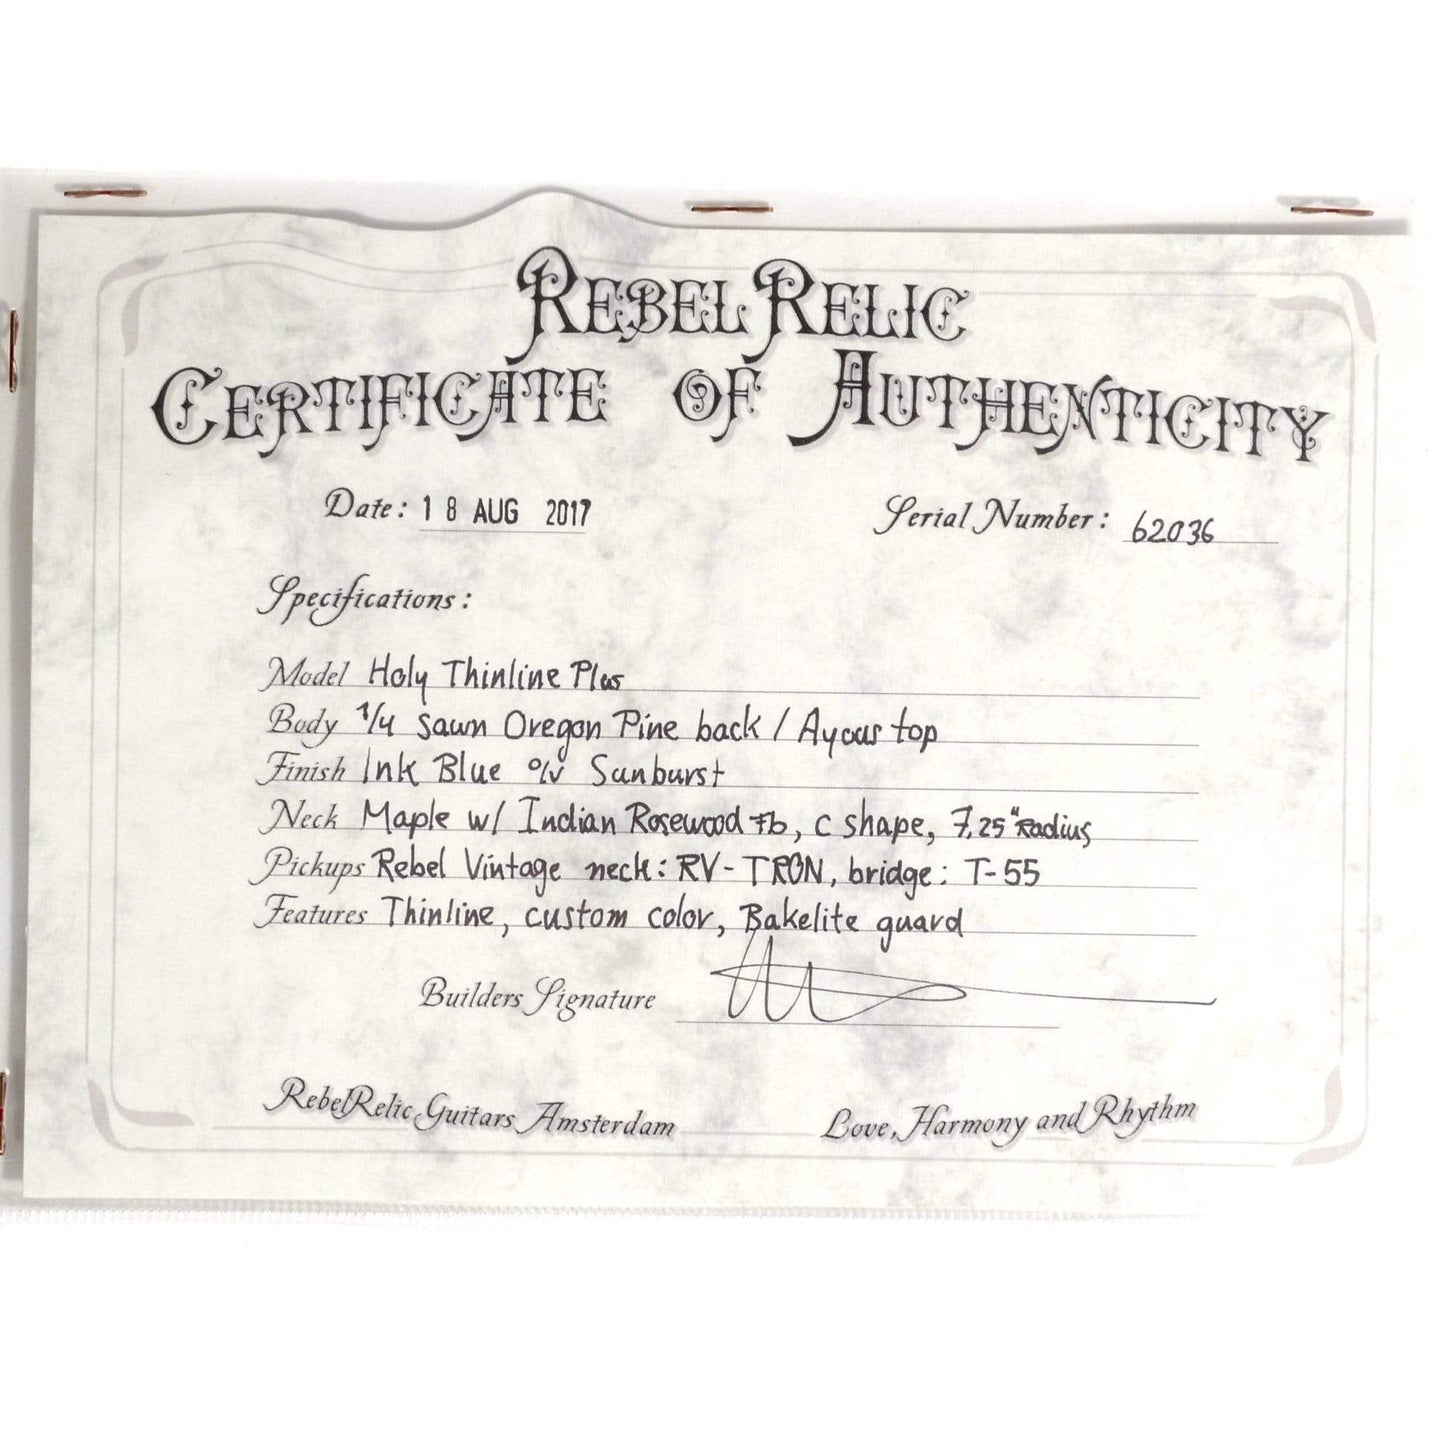 REBEL RELIC
CERTIFICATE OF AUTHENTICITY
Date: 18 AUG 2017 Serial Number: 62036
Specifications:
Model Holy Thinline Plus
Body 1/4 sawn Oregon Pine back / Ayous top
Finish Ink Blue o/v Sunburst
Neck Maple w/ Indian Rosewood fb, c shape, 7,25" Radius
Pickups Rebel Vintage neck: RV-TRON, bridge: T-55
Features Thinline, custom color, Bakelite guard
Builders Signature
RebelRelic Guitars Amsterdam Love, Harmony and Rhythm